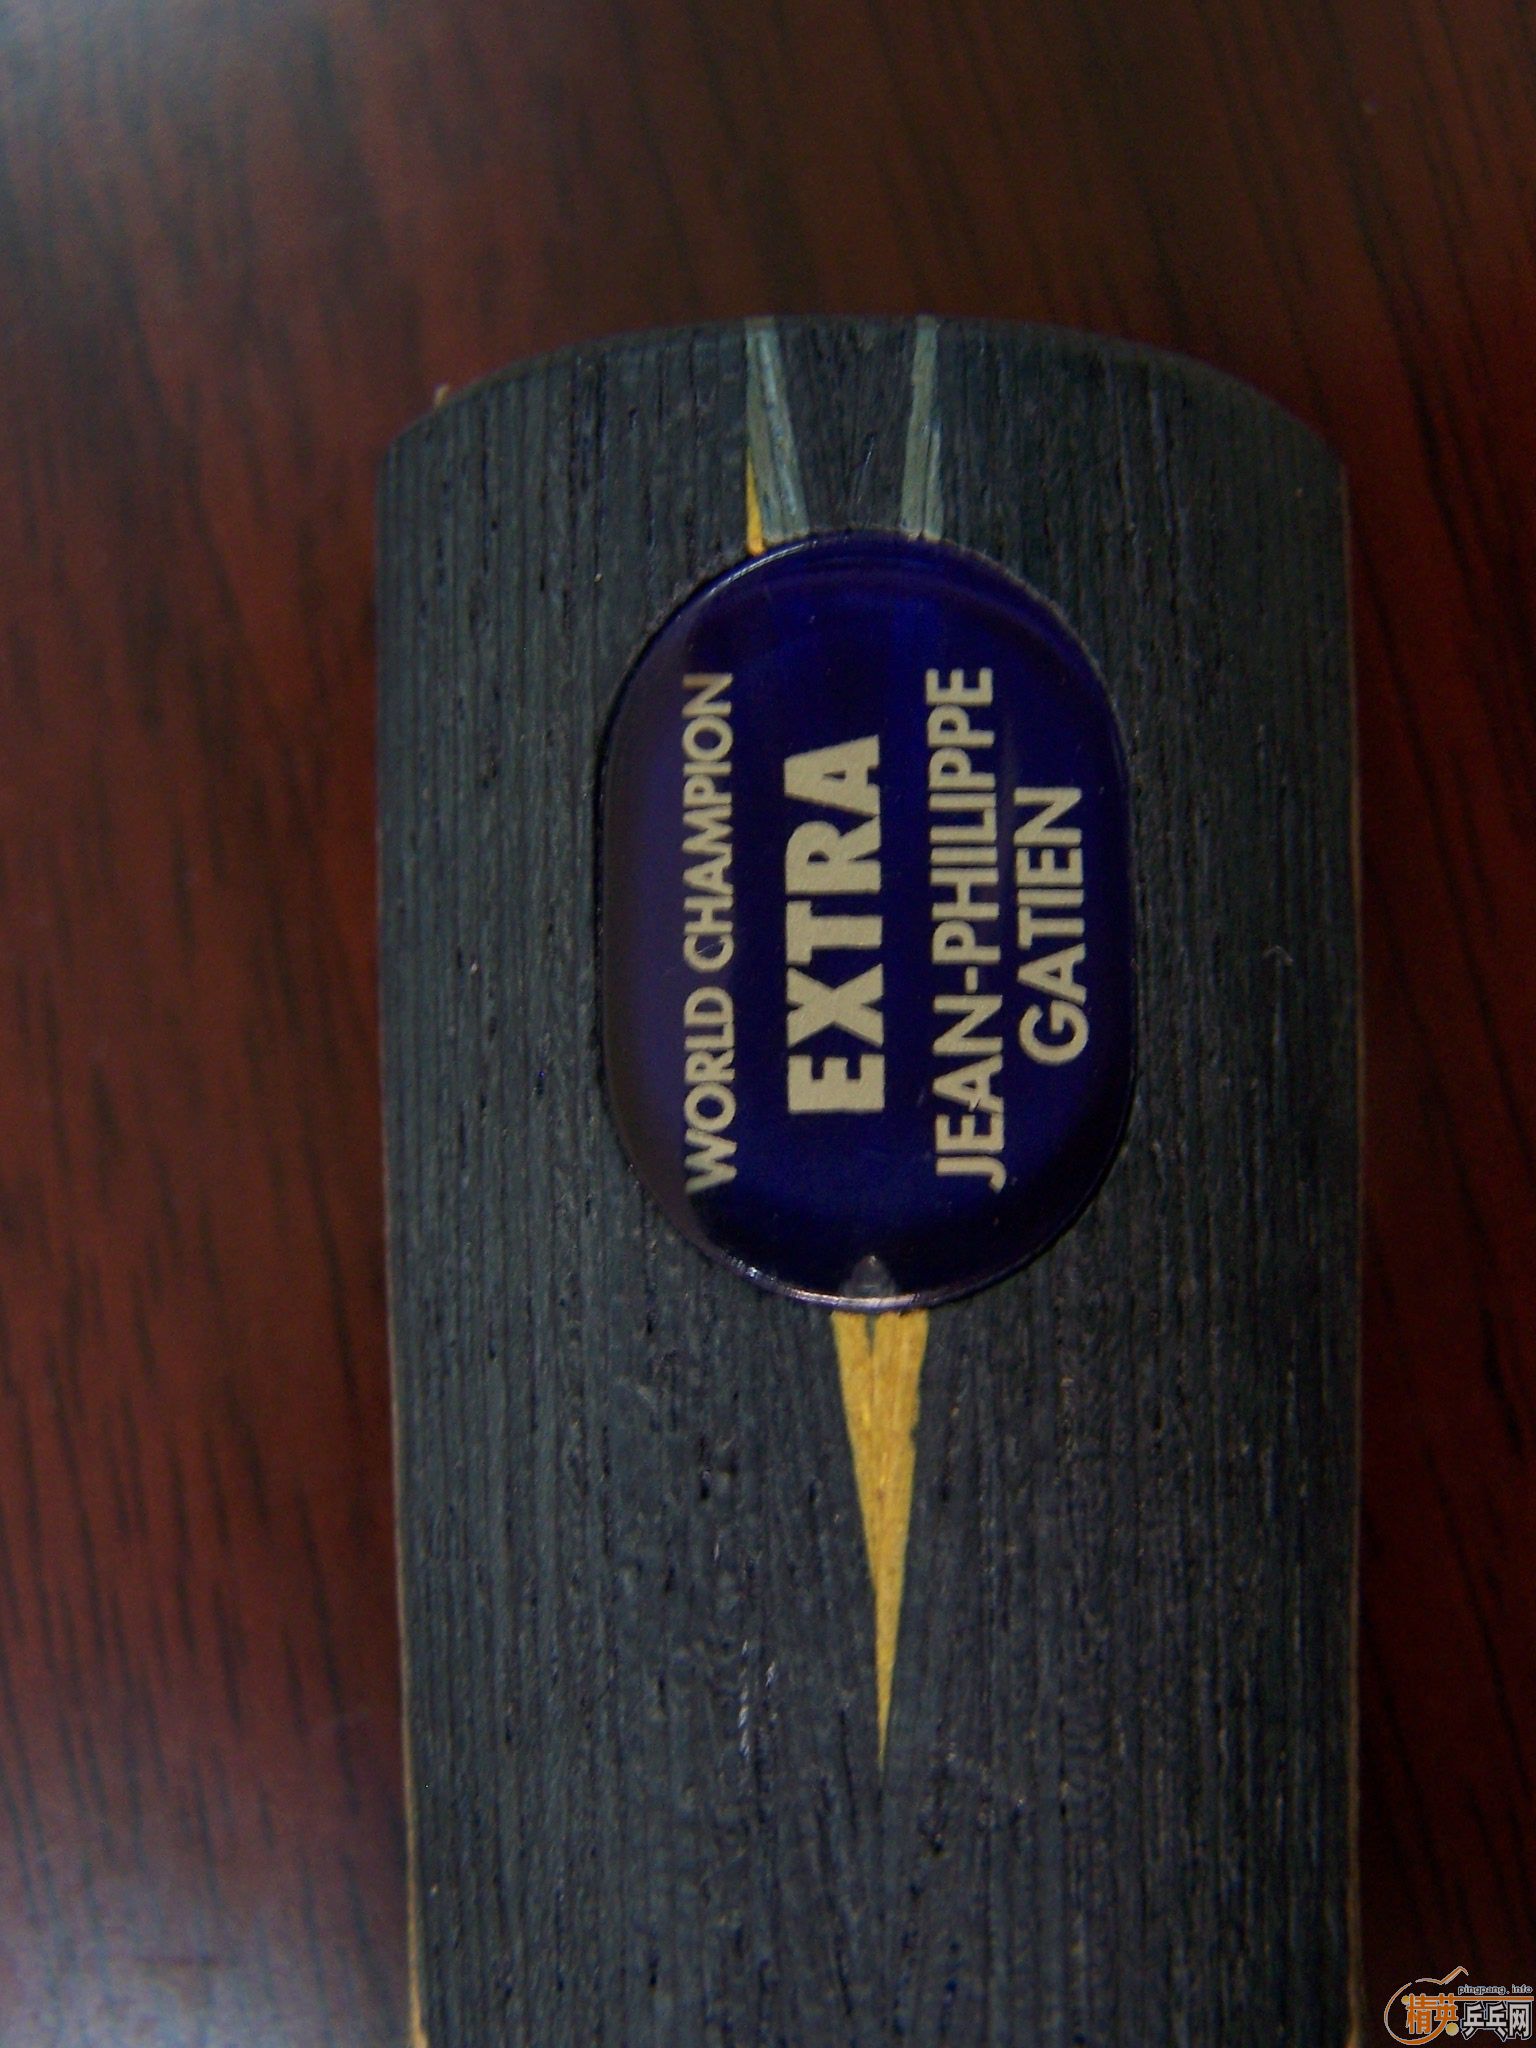 WORLD CHAMPION
EXTRA
JEAN-PHILIPPE
GATIEN
pingpang.info
精英乒乓网